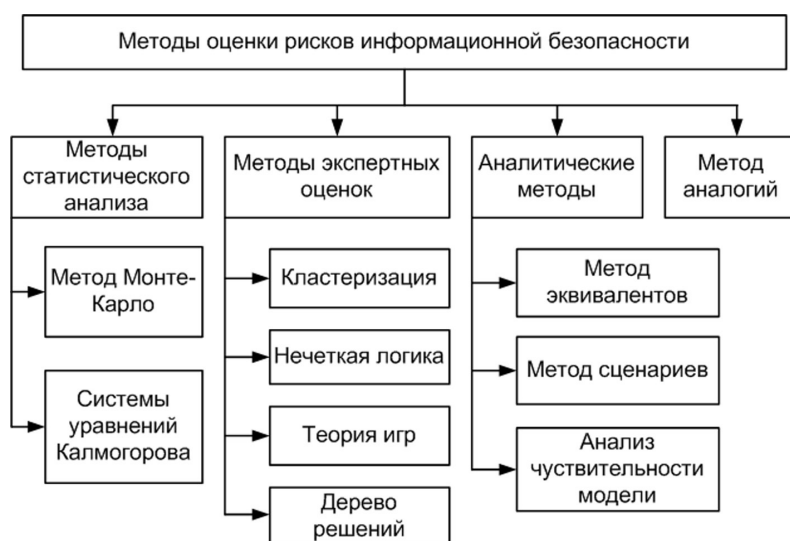 Методы оценки рисков информационной безопасности
Методы
статистического
анализа
Методы экспертных
оценок
Аналитические
методы
Метод
аналогий
Метод Монте-
Карло
Системы
уравнений
Калмогорова
Кластеризация
Нечеткая логика
Теория игр
Дерево
решений
Метод
эквивалентов
Метод сценариев
Анализ
чуствительности
модели